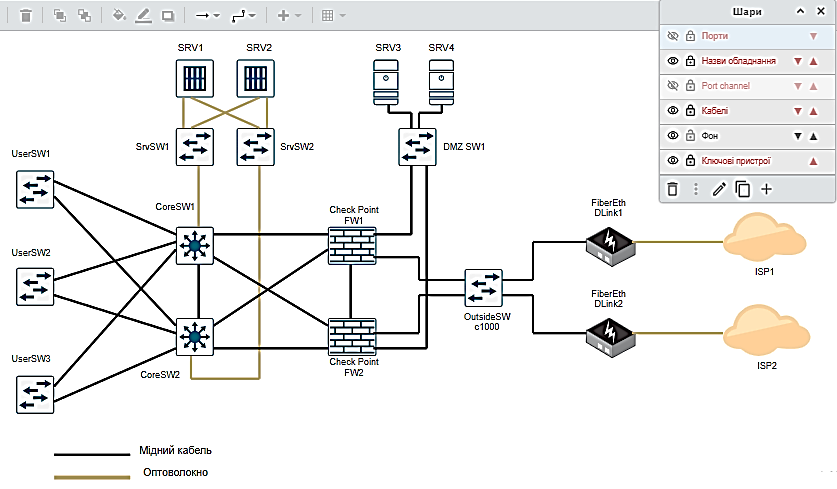 Шари
Порти
Назви обладнання
Port channel
Кабелі
Фон
Ключові пристрої
SRV1
SRV2
SRV3
SRV4
SrvSW1
SrvSW2
DMZ SW1
UserSW1
CoreSW1
Check Point
FW1
FiberEth
DLink1
ISP1
UserSW2
FiberEth
DLink2
OutsideSW
c1000
UserSW3
CoreSW2
Check Point
FW2
ISP2
Мідний кабель
Оптоволокно